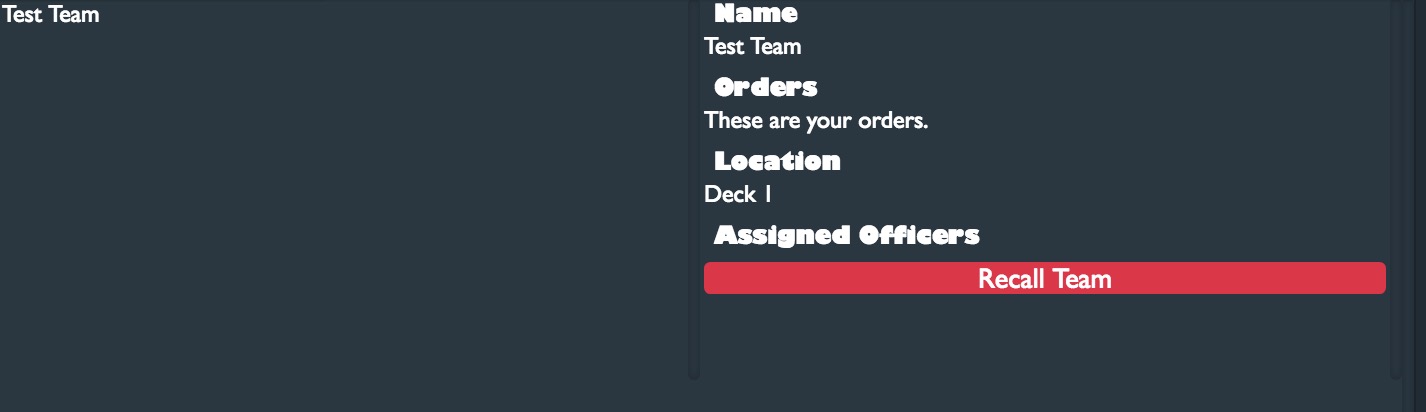 Test Team
Name
Test Team
Orders
These are your orders.
Location
Deck 1
Assigned Officers
Recall Team